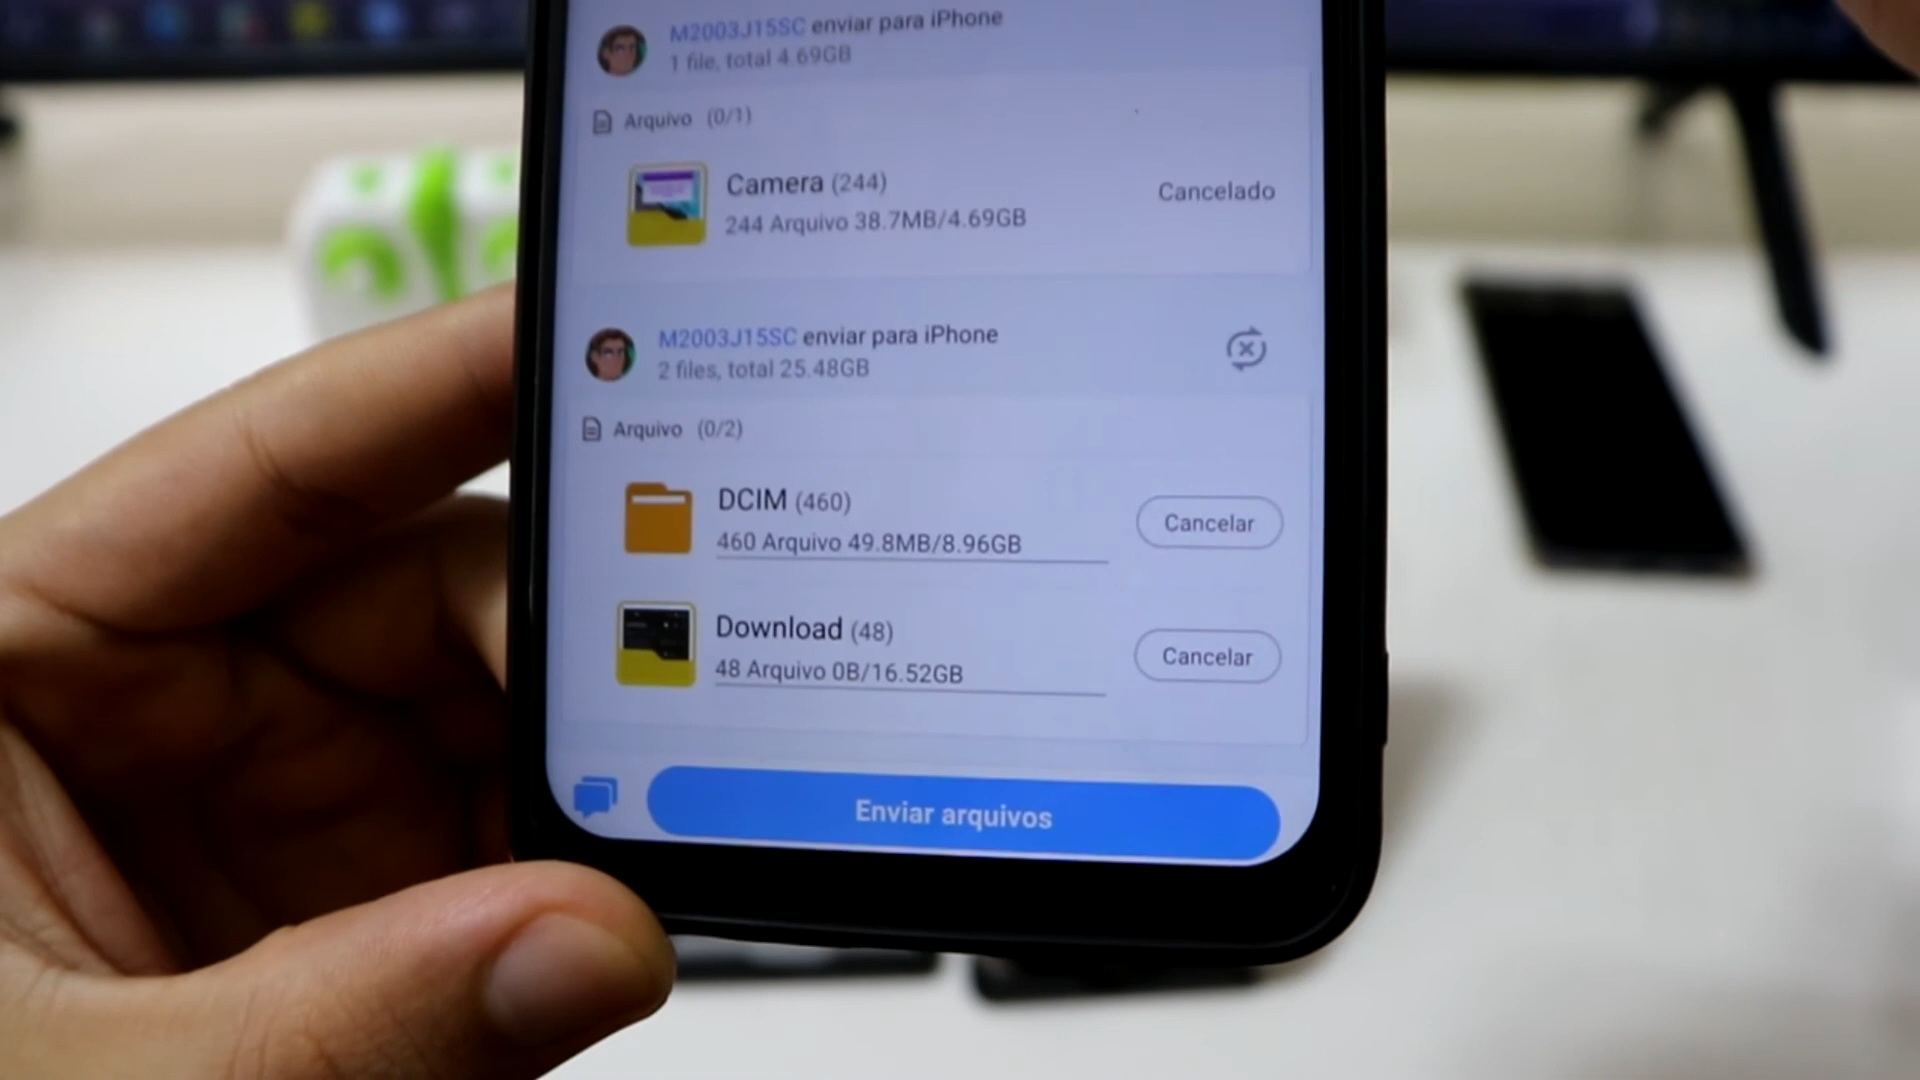 M2003J15SC enviar para iPhone
1 file, total 4.69GB
Arquivo (0/1)
Camera (244)
244 Arquivo 38.7MB/4.69GB
Cancelado
M2003J15SC enviar para iPhone
2 files, total 25.48GB
Arquivo (0/2)
DCIM (460)
460 Arquivo 49.8MB/8.96GB
Cancelar
Download (48)
48 Arquivo 0B/16.52GB
Cancelar
Enviar arquivos